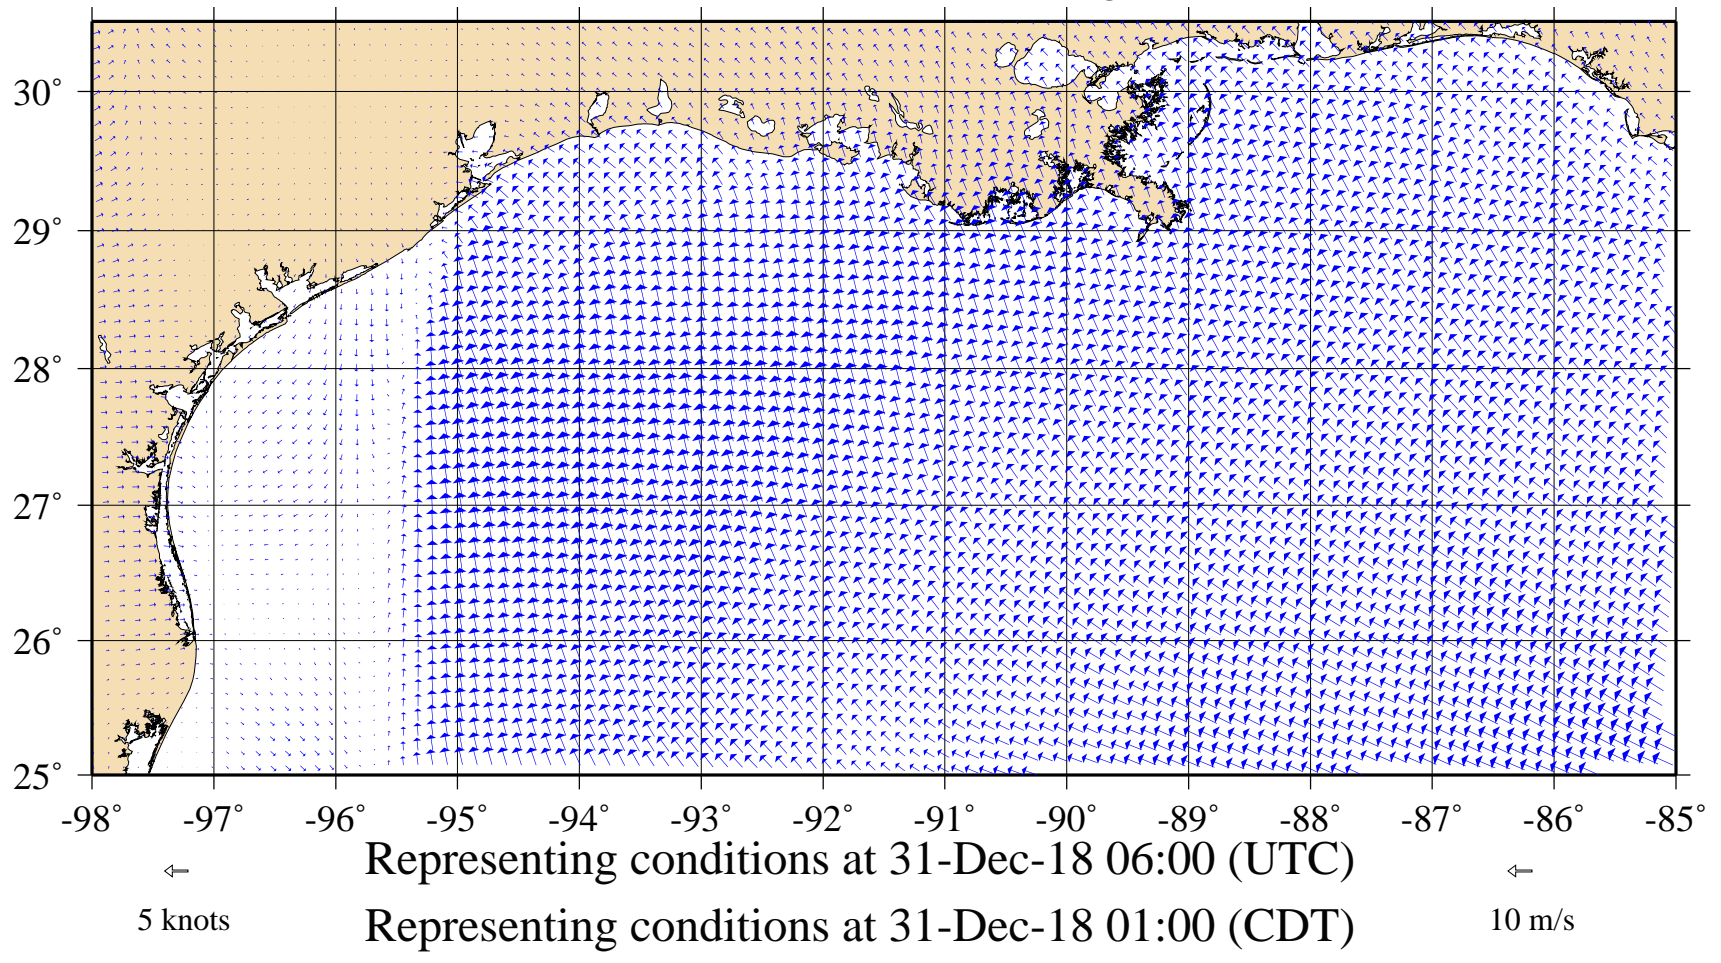 30°
29°
28°
27°
26°
25°
-98° -97° -96° -95° -94° -93° -92° -91° -90° -89° -88° -87° -86° -85°
Representing conditions at 31-Dec-18 06:00 (UTC)
5 knots
Representing conditions at 31-Dec-18 01:00 (CDT)
10 m/s